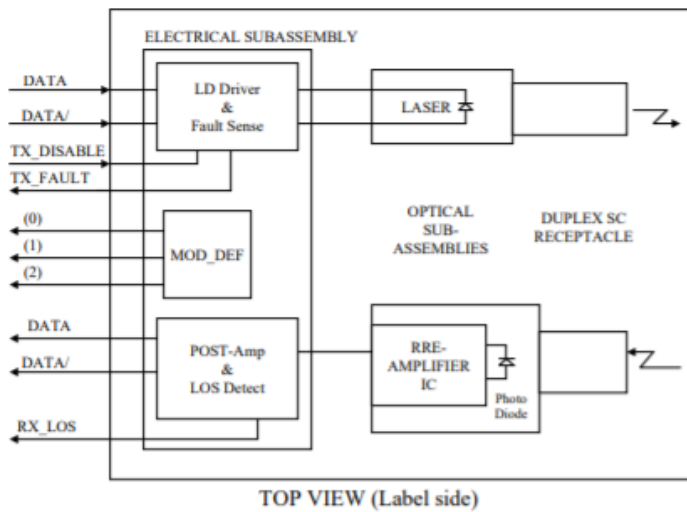 ELECTRICAL SUBASSEMBLY
DATA
DATA/
TX_DISABLE
TX_FAULT
LD Driver
&
Fault Sense
LASER
(0)
(1)
(2)
MOD_DEF
OPTICAL
SUB-
ASSEMBLIES
DUPLEX SC
RECEPTACLE
DATA
DATA/
RX_LOS
POST-Amp
&
LOS Detect
RRE-
AMPLIFIER
IC
Photo
Diode
TOP VIEW (Label side)